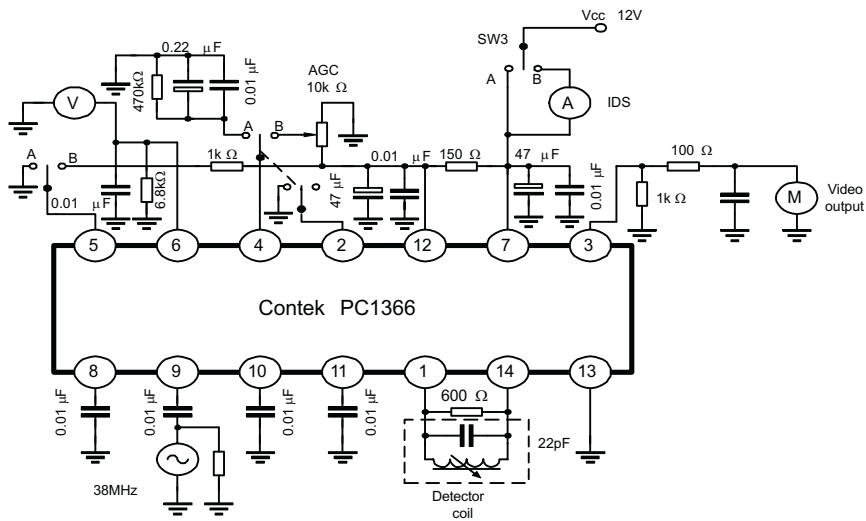 Vcc 12V
SW3
A
B
A
IDS
0.22 μF
470kΩ
0.01 μF
AGC
10k Ω
V
A
B
A
B
1k Ω
0.01 μF
6.8kΩ
47 μF
0.01 μF
150 Ω
47 μF
0.01 μF
100 Ω
1k Ω
M
Video
output
5
6
4
2
12
7
3
Contek PC1366
8
9
10
11
1
14
13
0.01 μF
0.01 μF
0.01 μF
0.01 μF
600 Ω
22pF
38MHz
Detector
coil